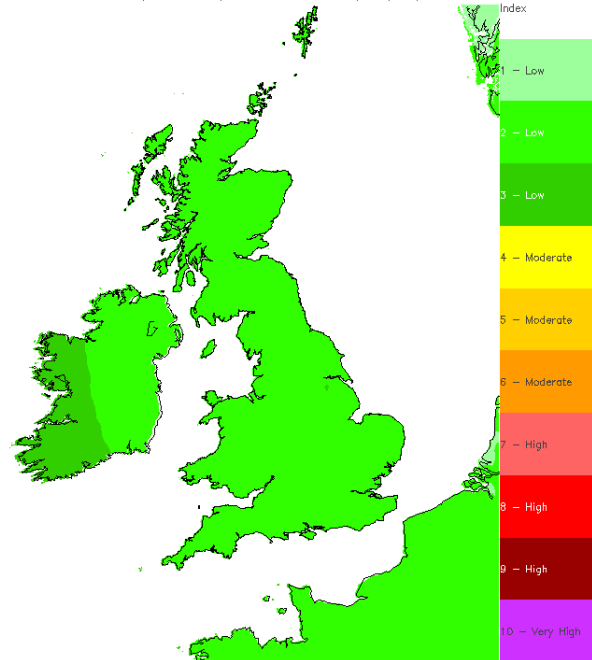 Index
1 - Low
2 - Low
3 - Low
4 - Moderate
5 - Moderate
6 - Moderate
7 - High
8 - High
9 - High
10 - Very High